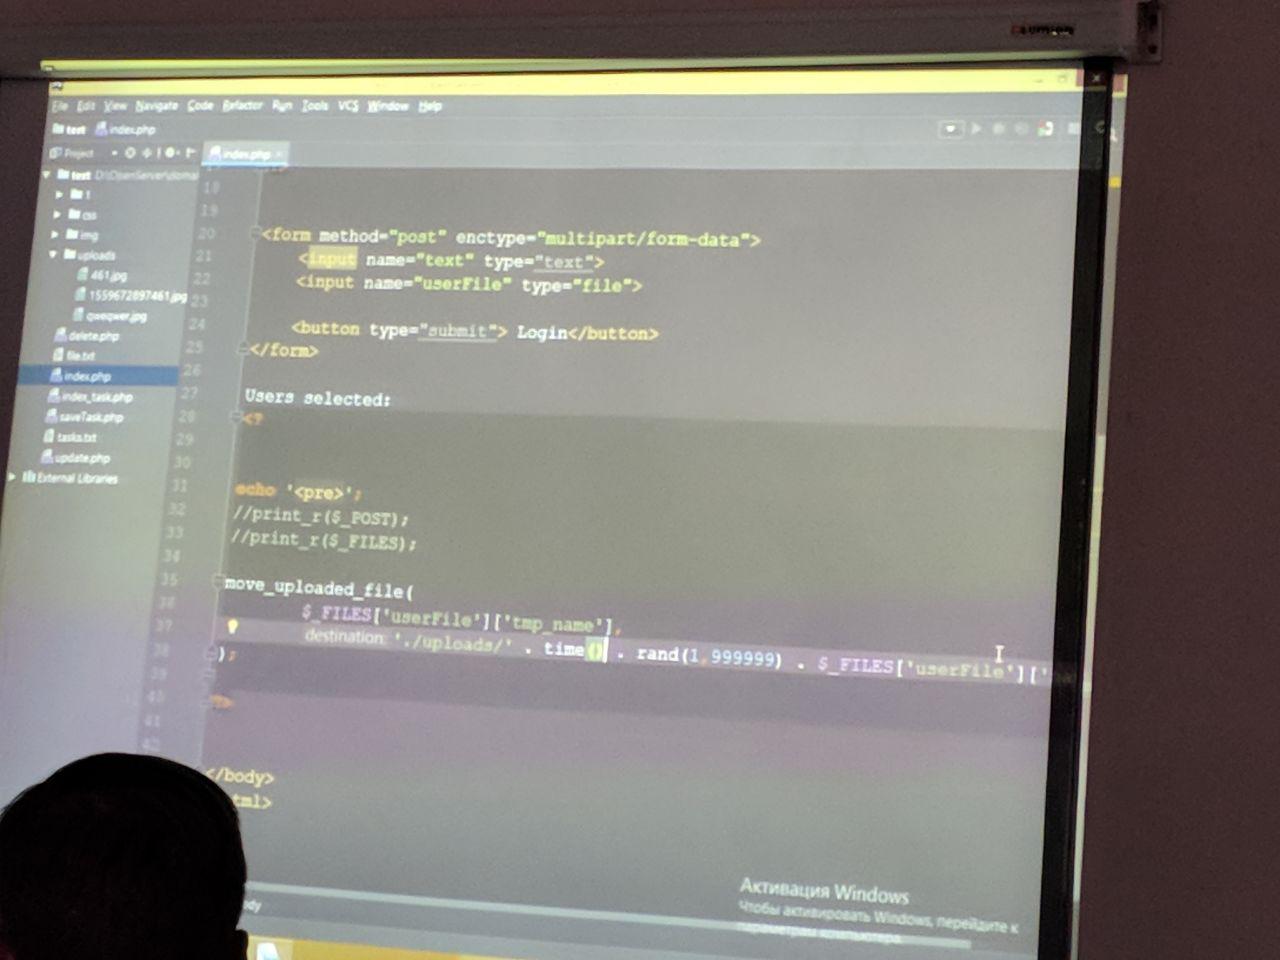 File Edit View Navigate Code Refactor Run Tools VCS Window Help
test index.php
Project
index.php
test D:\OpenServer\domai
1
css
img
uploads
461.jpg
1559672897461.jpg
qweqwer.jpg
delete.php
file.txt
index.php
index_task.php
saveTask.php
tasks.txt
update.php
External Libraries
18
19
20 <form method="post" enctype="multipart/form-data">
21 <input name="text" type="text">
22 <input name="userFile" type="file">
23
24 <button type="submit"> Login</button>
25 </form>
26
27 Users selected:
28 <?
29
30
31 echo '<pre>';
32 //print_r($_POST);
33 //print_r($_FILES);
34
35 move_uploaded_file(
36 $_FILES['userFile']['tmp_name'],
37 destination: './uploads/' . time() . rand(1,999999) . $_FILES['userFile']['
38 );
39
40 ?>
41
42
</body>
tml>
Активация Windows
Чтобы активировать Windows, перейдите к
параметрам компьютера.